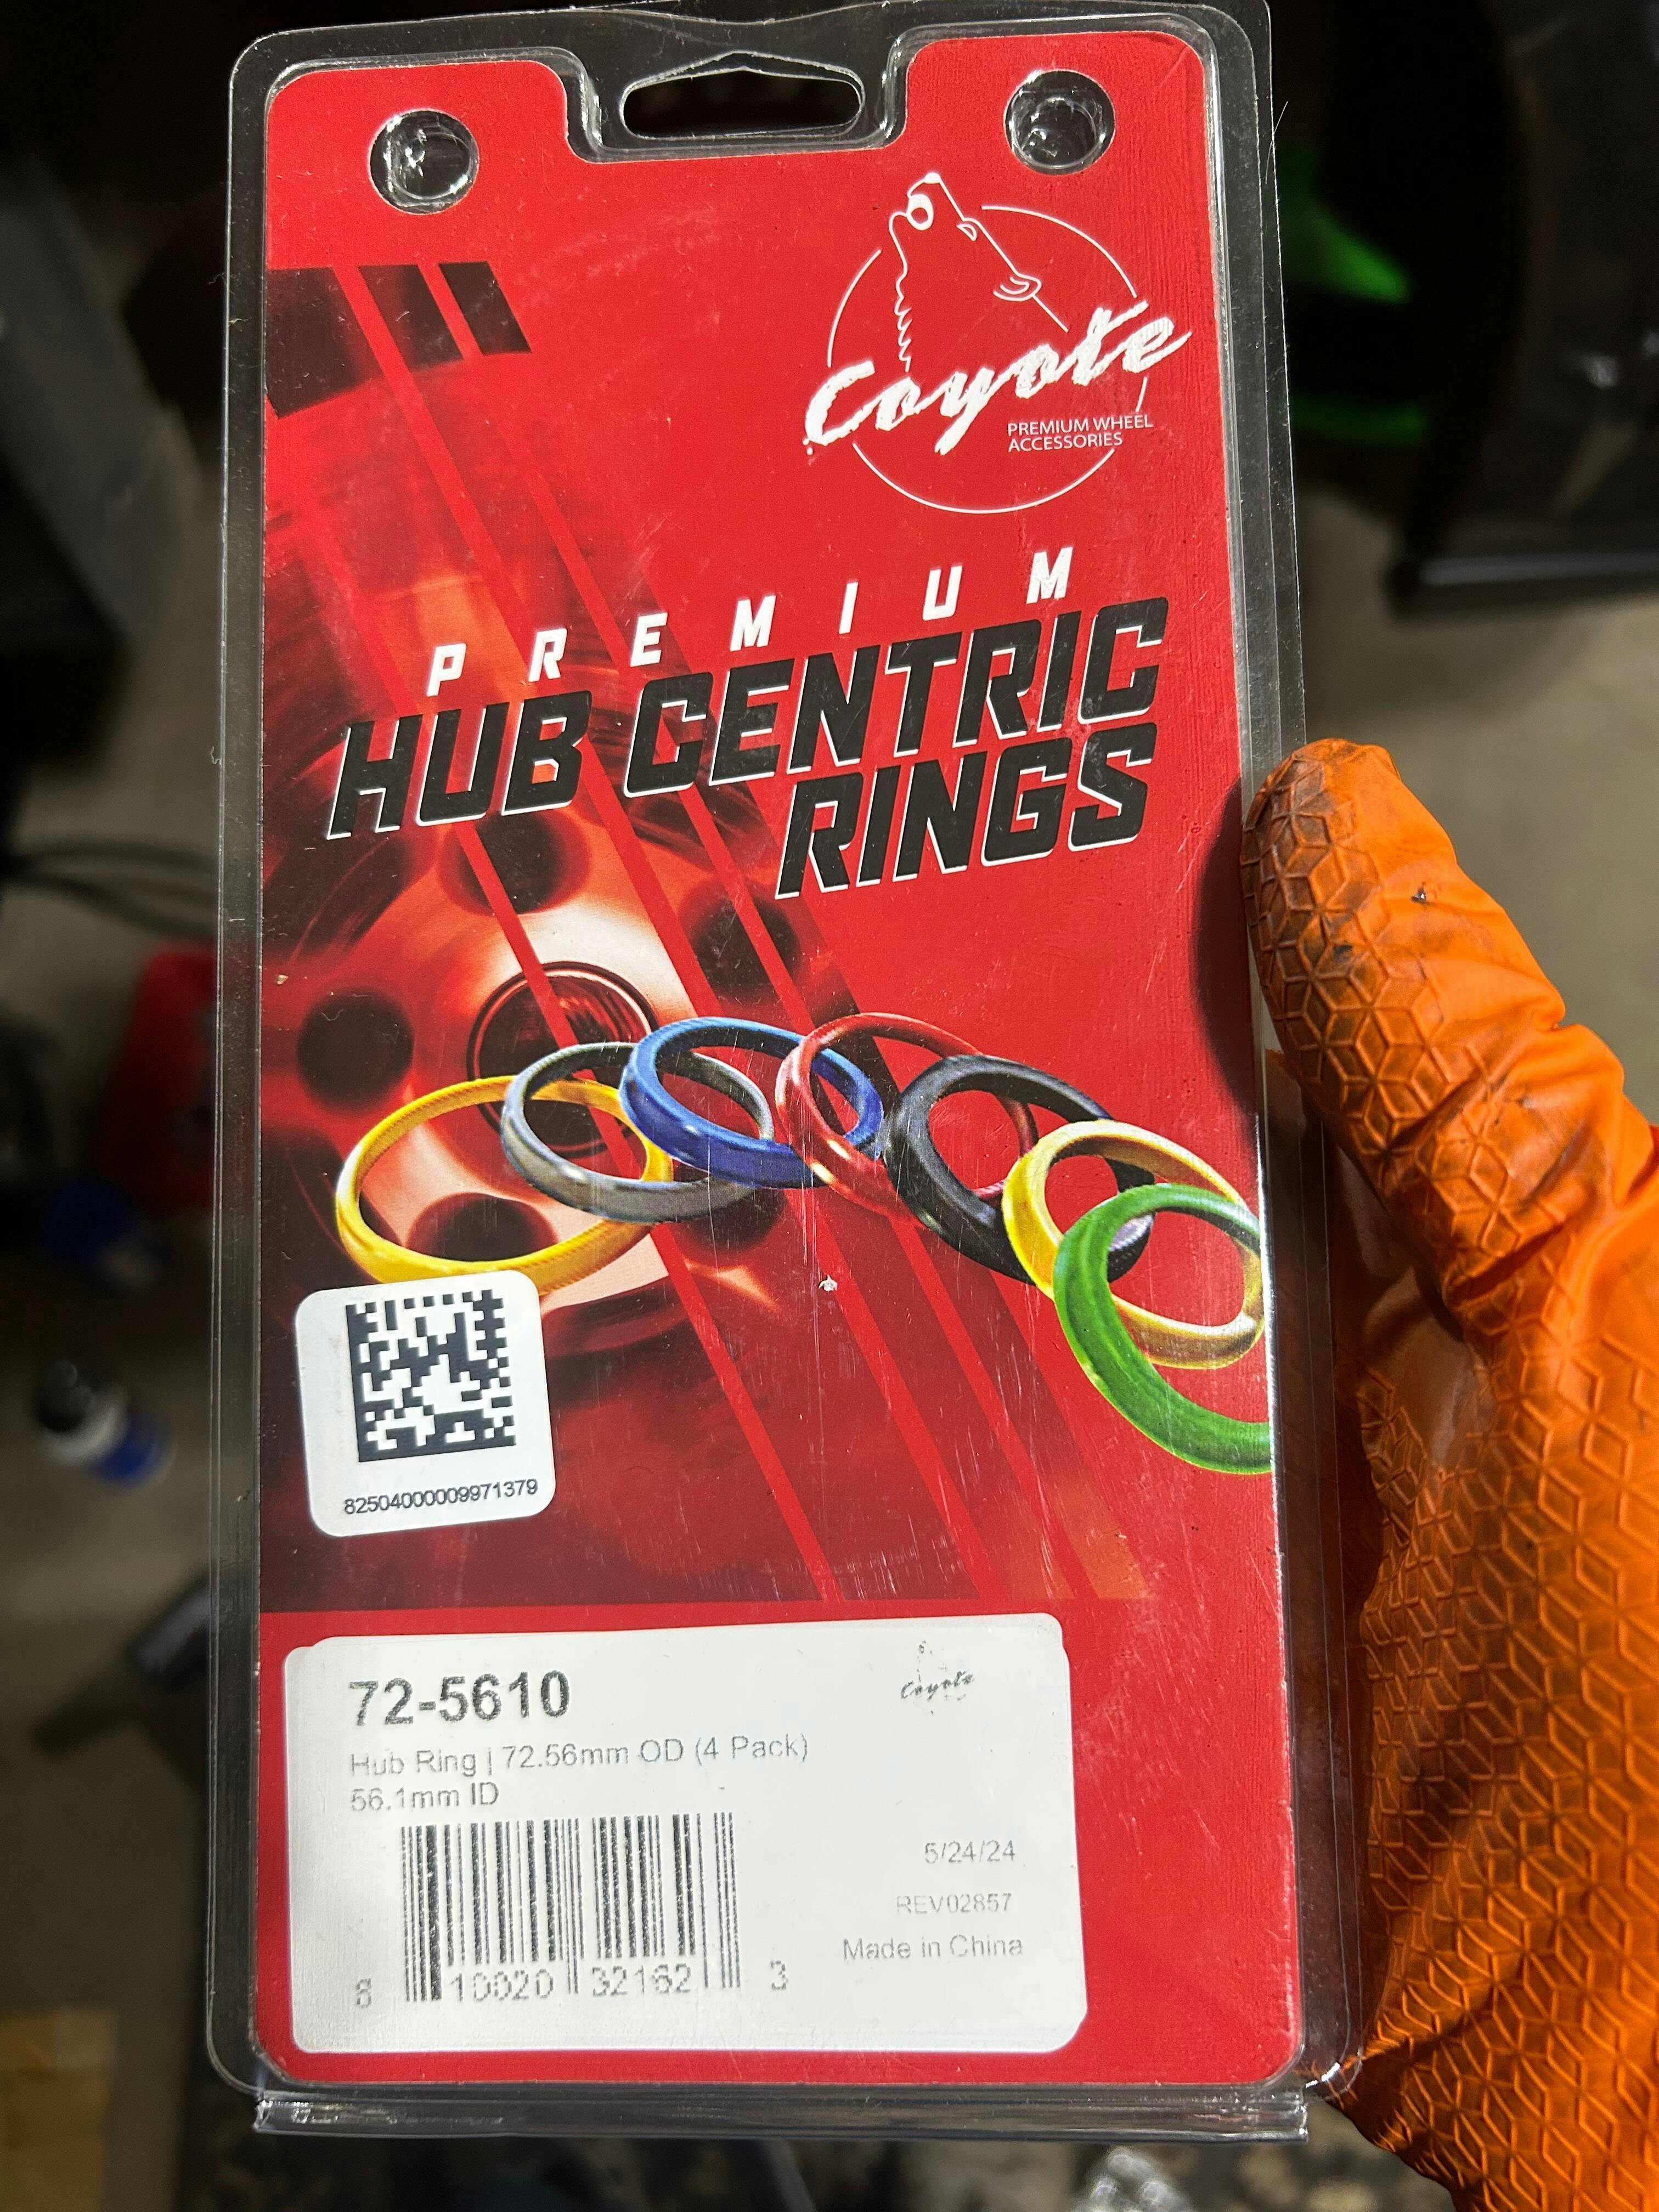 Coyote
PREMIUM WHEEL
ACCESSORIES
PREMIUM
HUB CENTRIC
RINGS
82504000009971379
72-5610
Coyote
Hub Ring | 72.56mm OD (4 Pack)
56.1mm ID
5/24/24
REV02857
Made in China
8 10020 32162 3